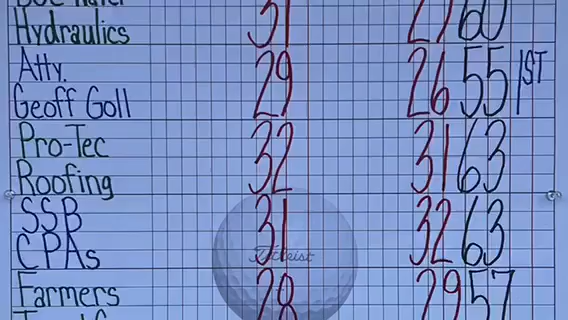 Hydraulics 31 29 60
Atty.
Geoff Goll 29 26 55 1ST
Pro-Tec
Roofing 32 31 63
SSB
CPAs 31 32 63
Titleist
Farmers 28 29 57